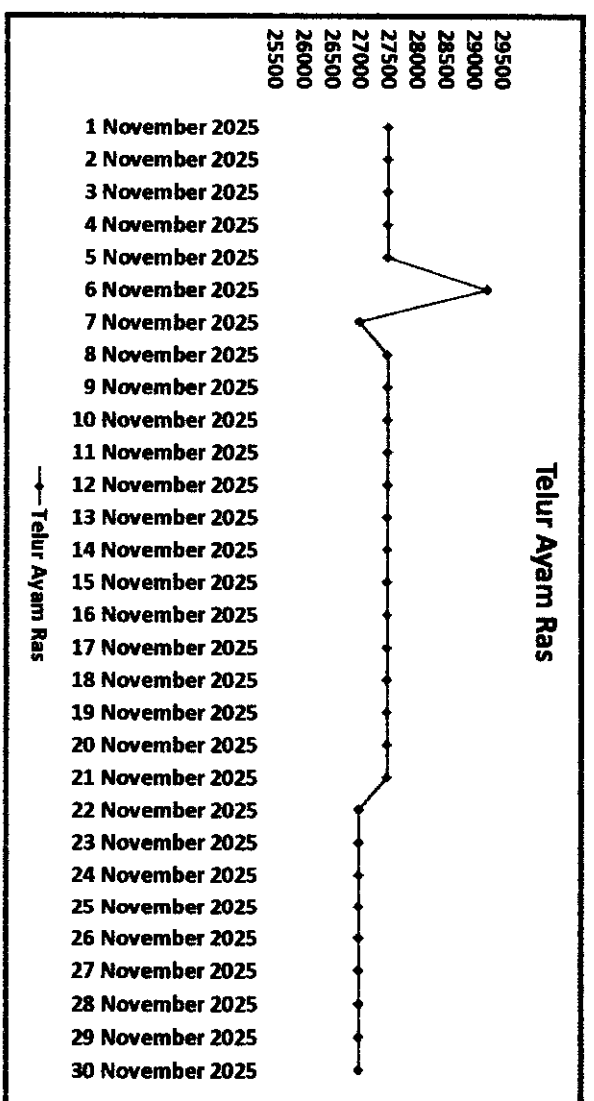 Telur Ayam Ras
29500
29000
28500
28000
27500
27000
26500
26000
25500
1 November 2025
2 November 2025
3 November 2025
4 November 2025
5 November 2025
6 November 2025
7 November 2025
8 November 2025
9 November 2025
10 November 2025
11 November 2025
12 November 2025
13 November 2025
14 November 2025
15 November 2025
16 November 2025
17 November 2025
18 November 2025
19 November 2025
20 November 2025
21 November 2025
22 November 2025
23 November 2025
24 November 2025
25 November 2025
26 November 2025
27 November 2025
28 November 2025
29 November 2025
30 November 2025
Telur Ayam Ras